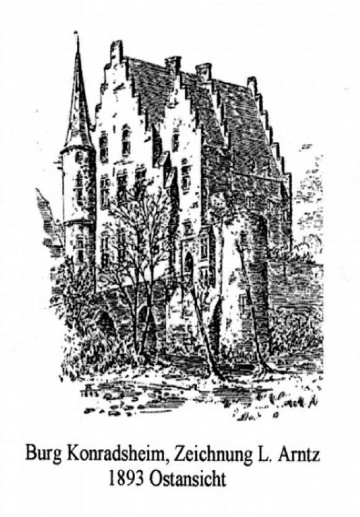 Burg Konradsheim, Zeichnung L. Arntz
1893 Ostansicht